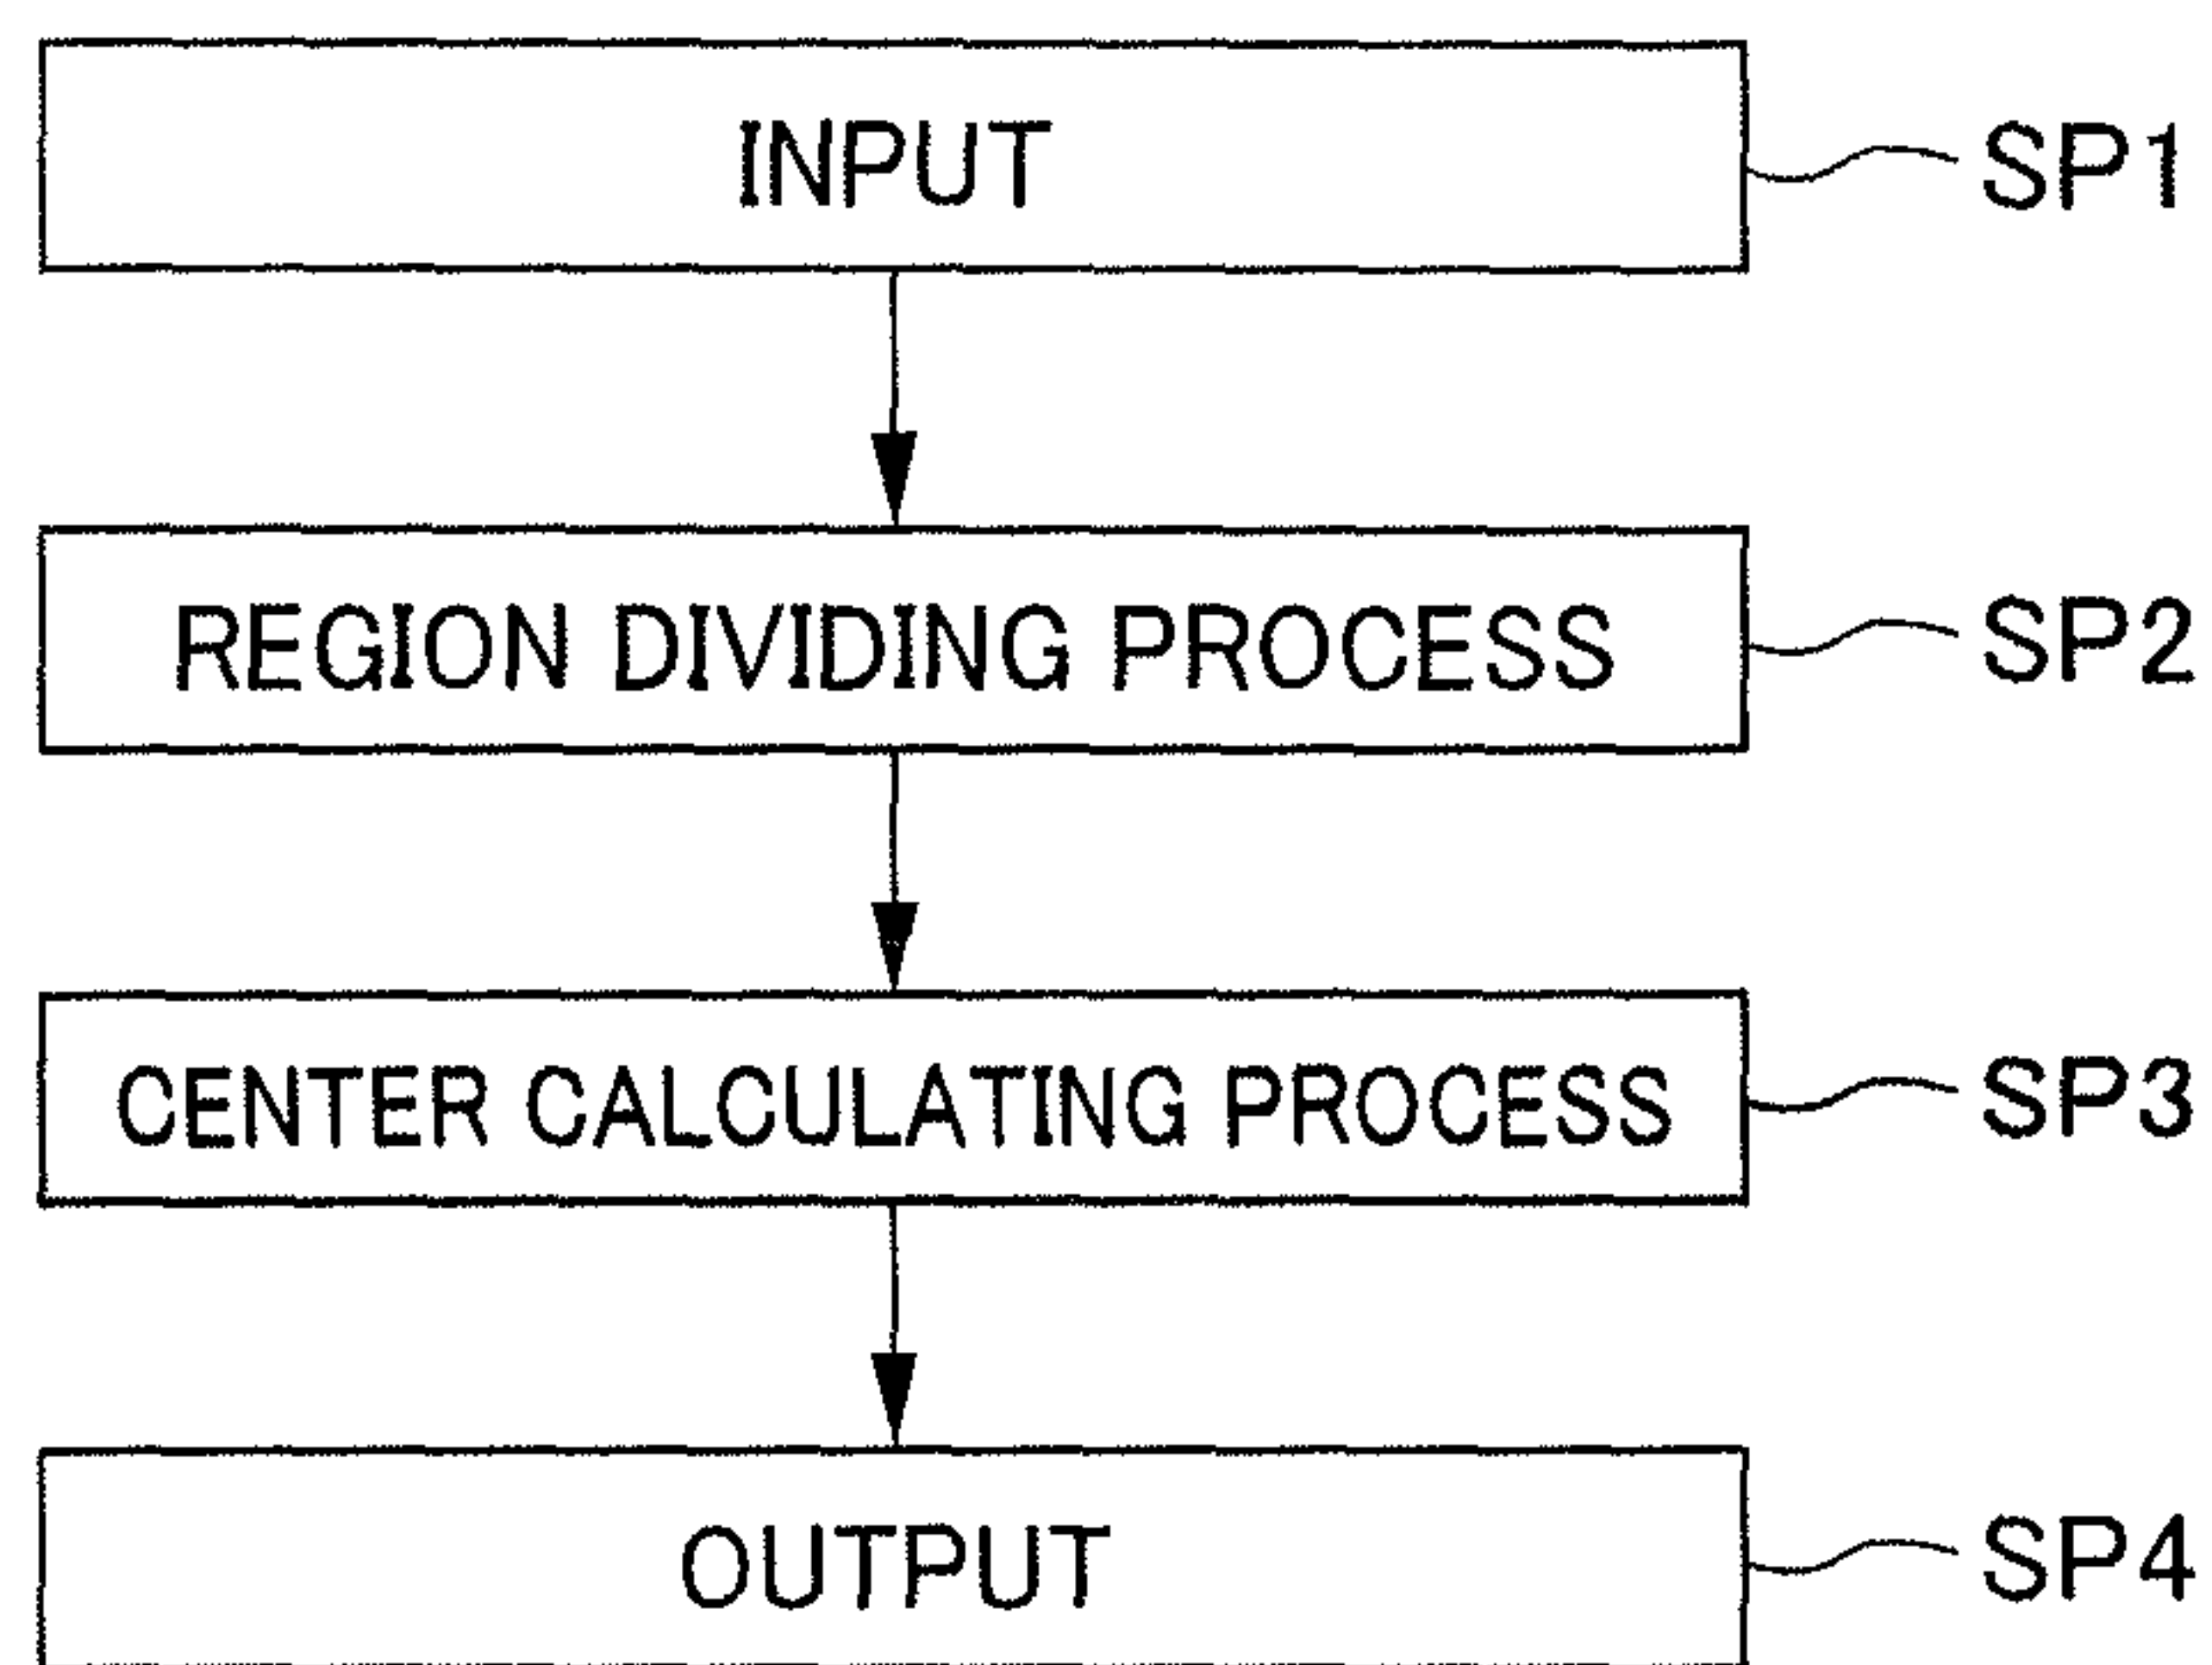 INPUT SP1
REGION DIVIDING PROCESS SP2
CENTER CALCULATING PROCESS SP3
OUTPUT SP4